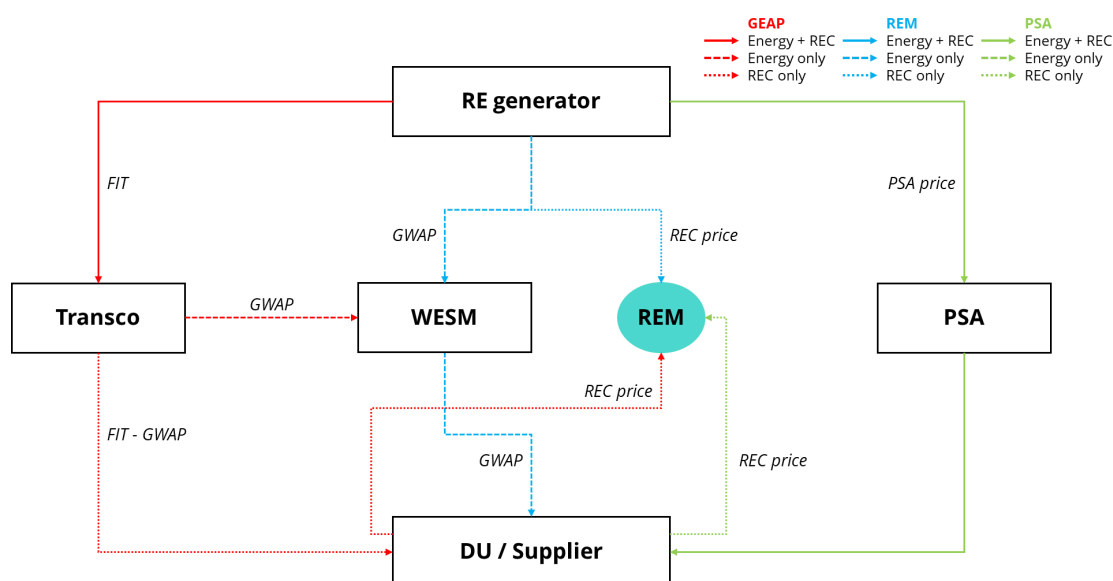 GEAP REM PSA
Energy + REC Energy + REC Energy + REC
Energy only Energy only Energy only
REC only REC only REC only
RE generator
FIT
PSA price
GWAP
REC price
GWAP
Transco
WESM
REM
PSA
REC price
FIT - GWAP
GWAP
REC price
DU / Supplier